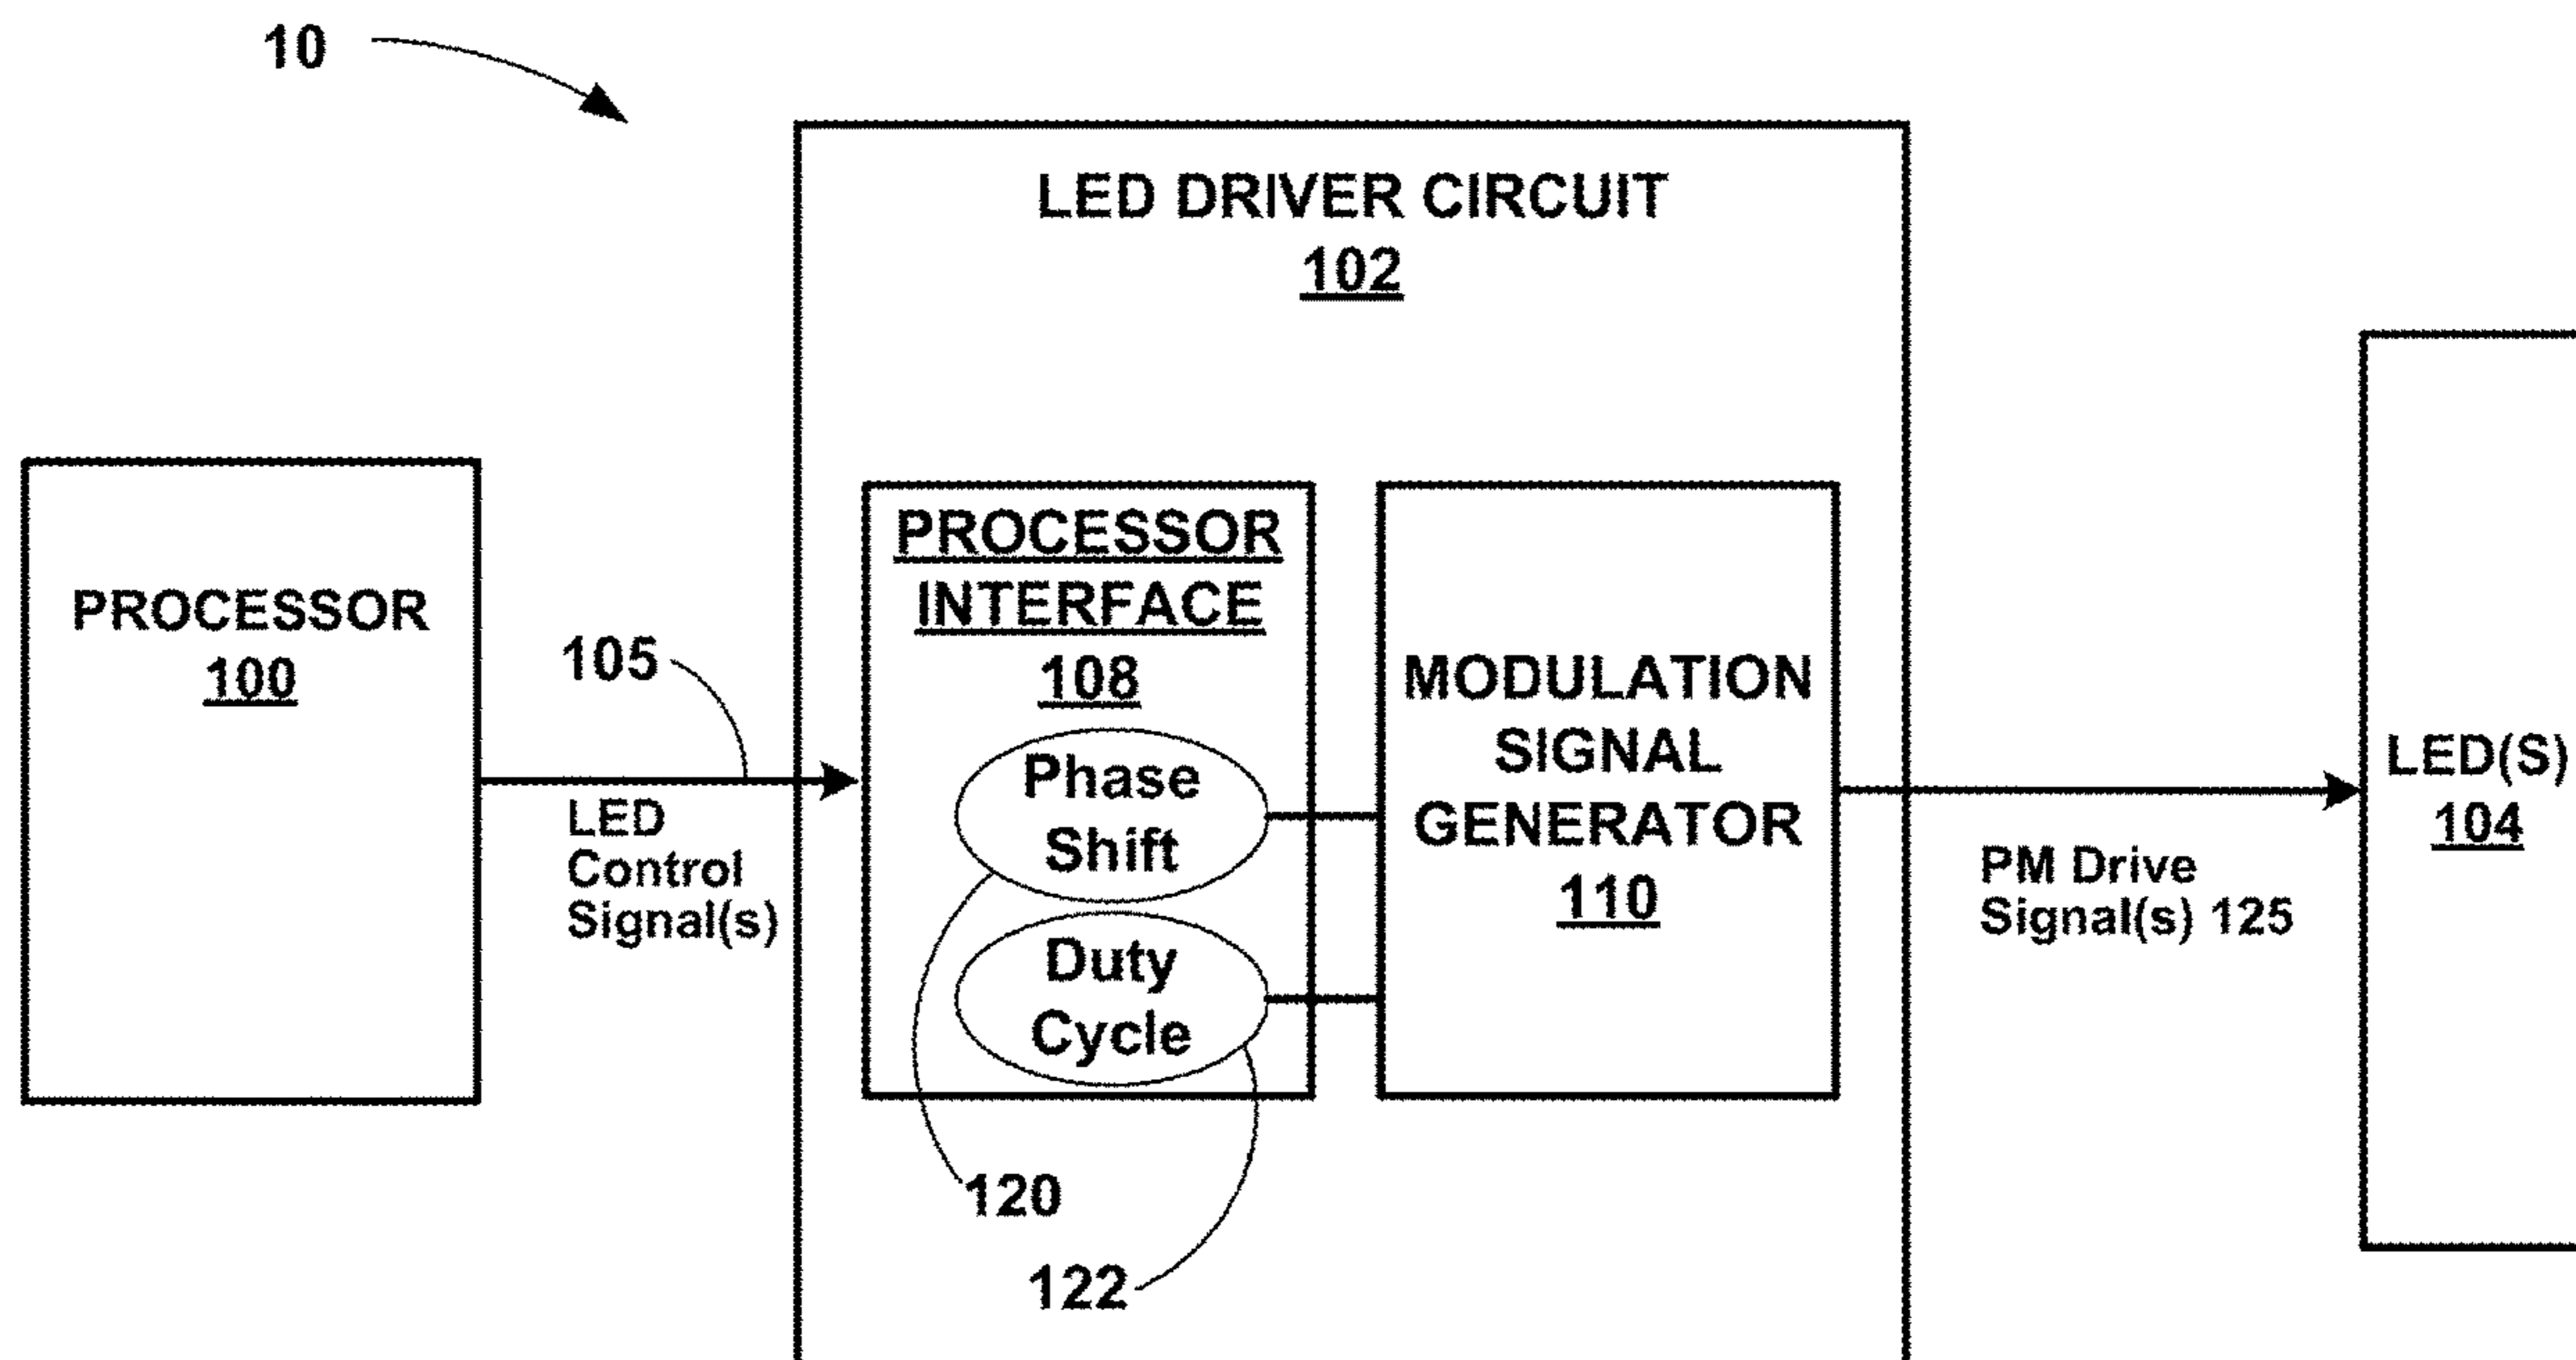 10
LED DRIVER CIRCUIT
102
PROCESSOR
100
105
LED
Control
Signal(s)
PROCESSOR
INTERFACE
108
Phase
Shift
Duty
Cycle
120
122
MODULATION
SIGNAL
GENERATOR
110
PM Drive
Signal(s) 125
LED(S)
104